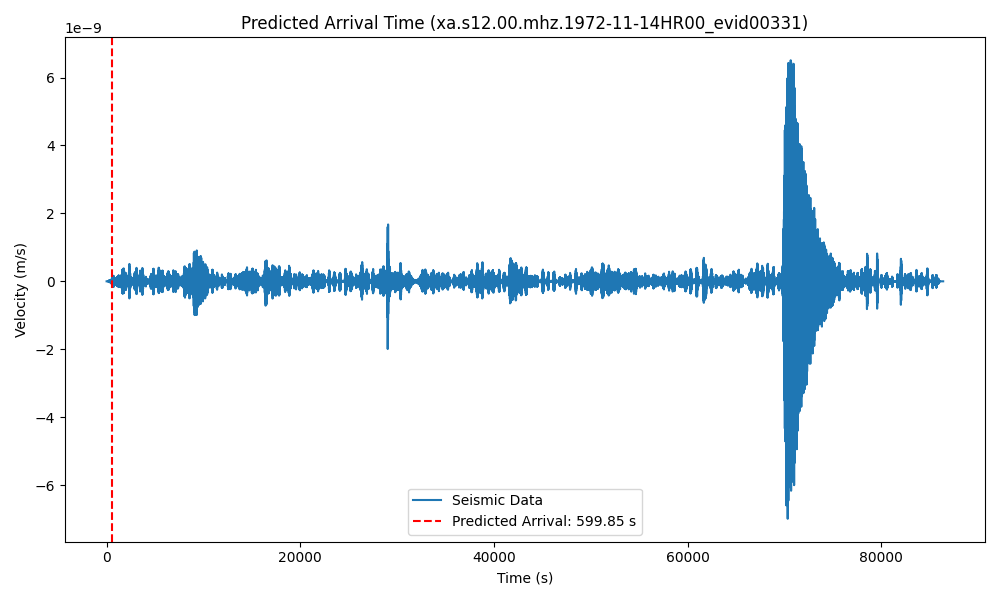 Predicted Arrival Time (xa.s12.00.mhz.1972-11-14HR00_evid00331)
1e−9
6
4
2
0
−2
−4
−6
Velocity (m/s)
Seismic Data
Predicted Arrival: 599.85 s
0 20000 40000 60000 80000
Time (s)